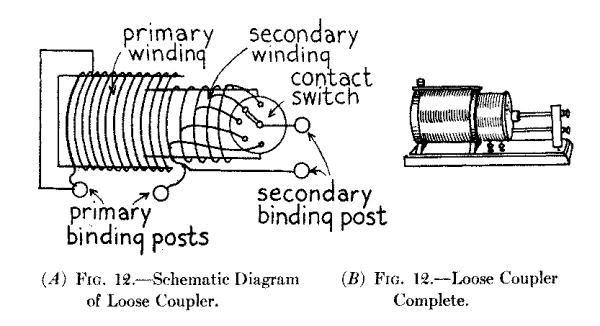 primary
winding
secondary
winding
contact
switch
primary
binding posts
secondary
binding post
(A) FIG. 12.—Schematic Diagram
of Loose Coupler.
(B) FIG. 12.—Loose Coupler
Complete.